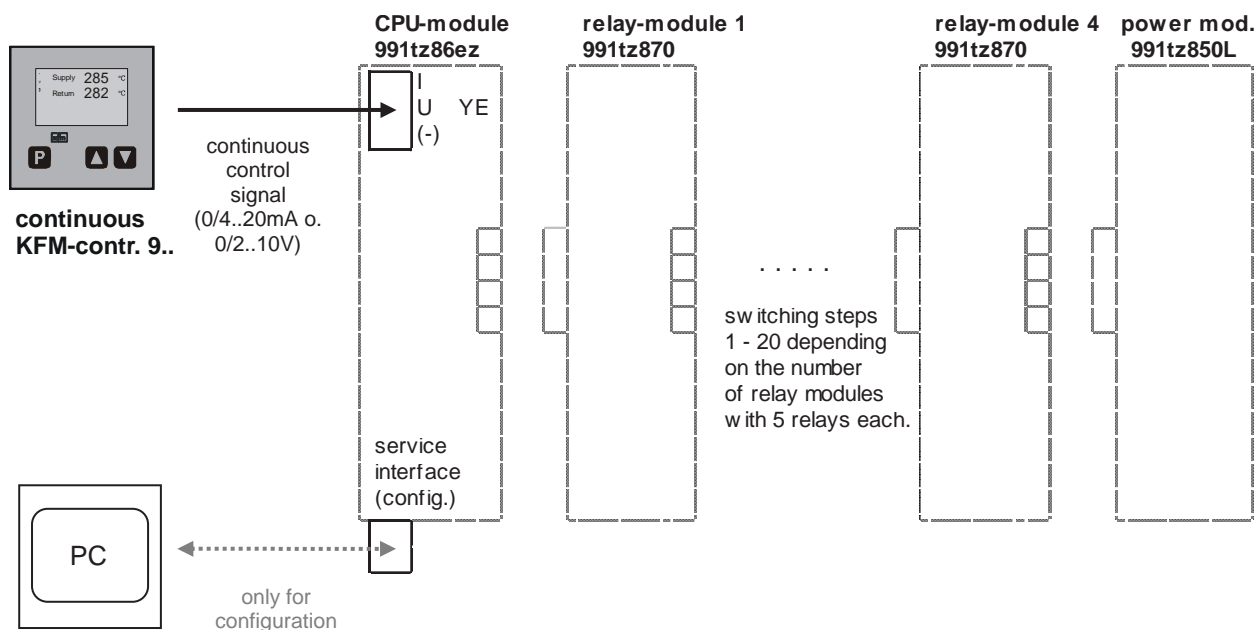 CPU-module
991tz86ez
relay-module 1
991tz870
relay-module 4
991tz870
power mod.
991tz850L
Supply 285 °C
Return 282 °C
P
I
U YE
(-)
continuous
control
signal
(0/4..20mA o.
0/2..10V)
continuous
KFM-contr. 9..
. . . . .
switching steps
1 - 20 depending
on the number
of relay modules
with 5 relays each.
service
interface
(config.)
PC
only for
configuration